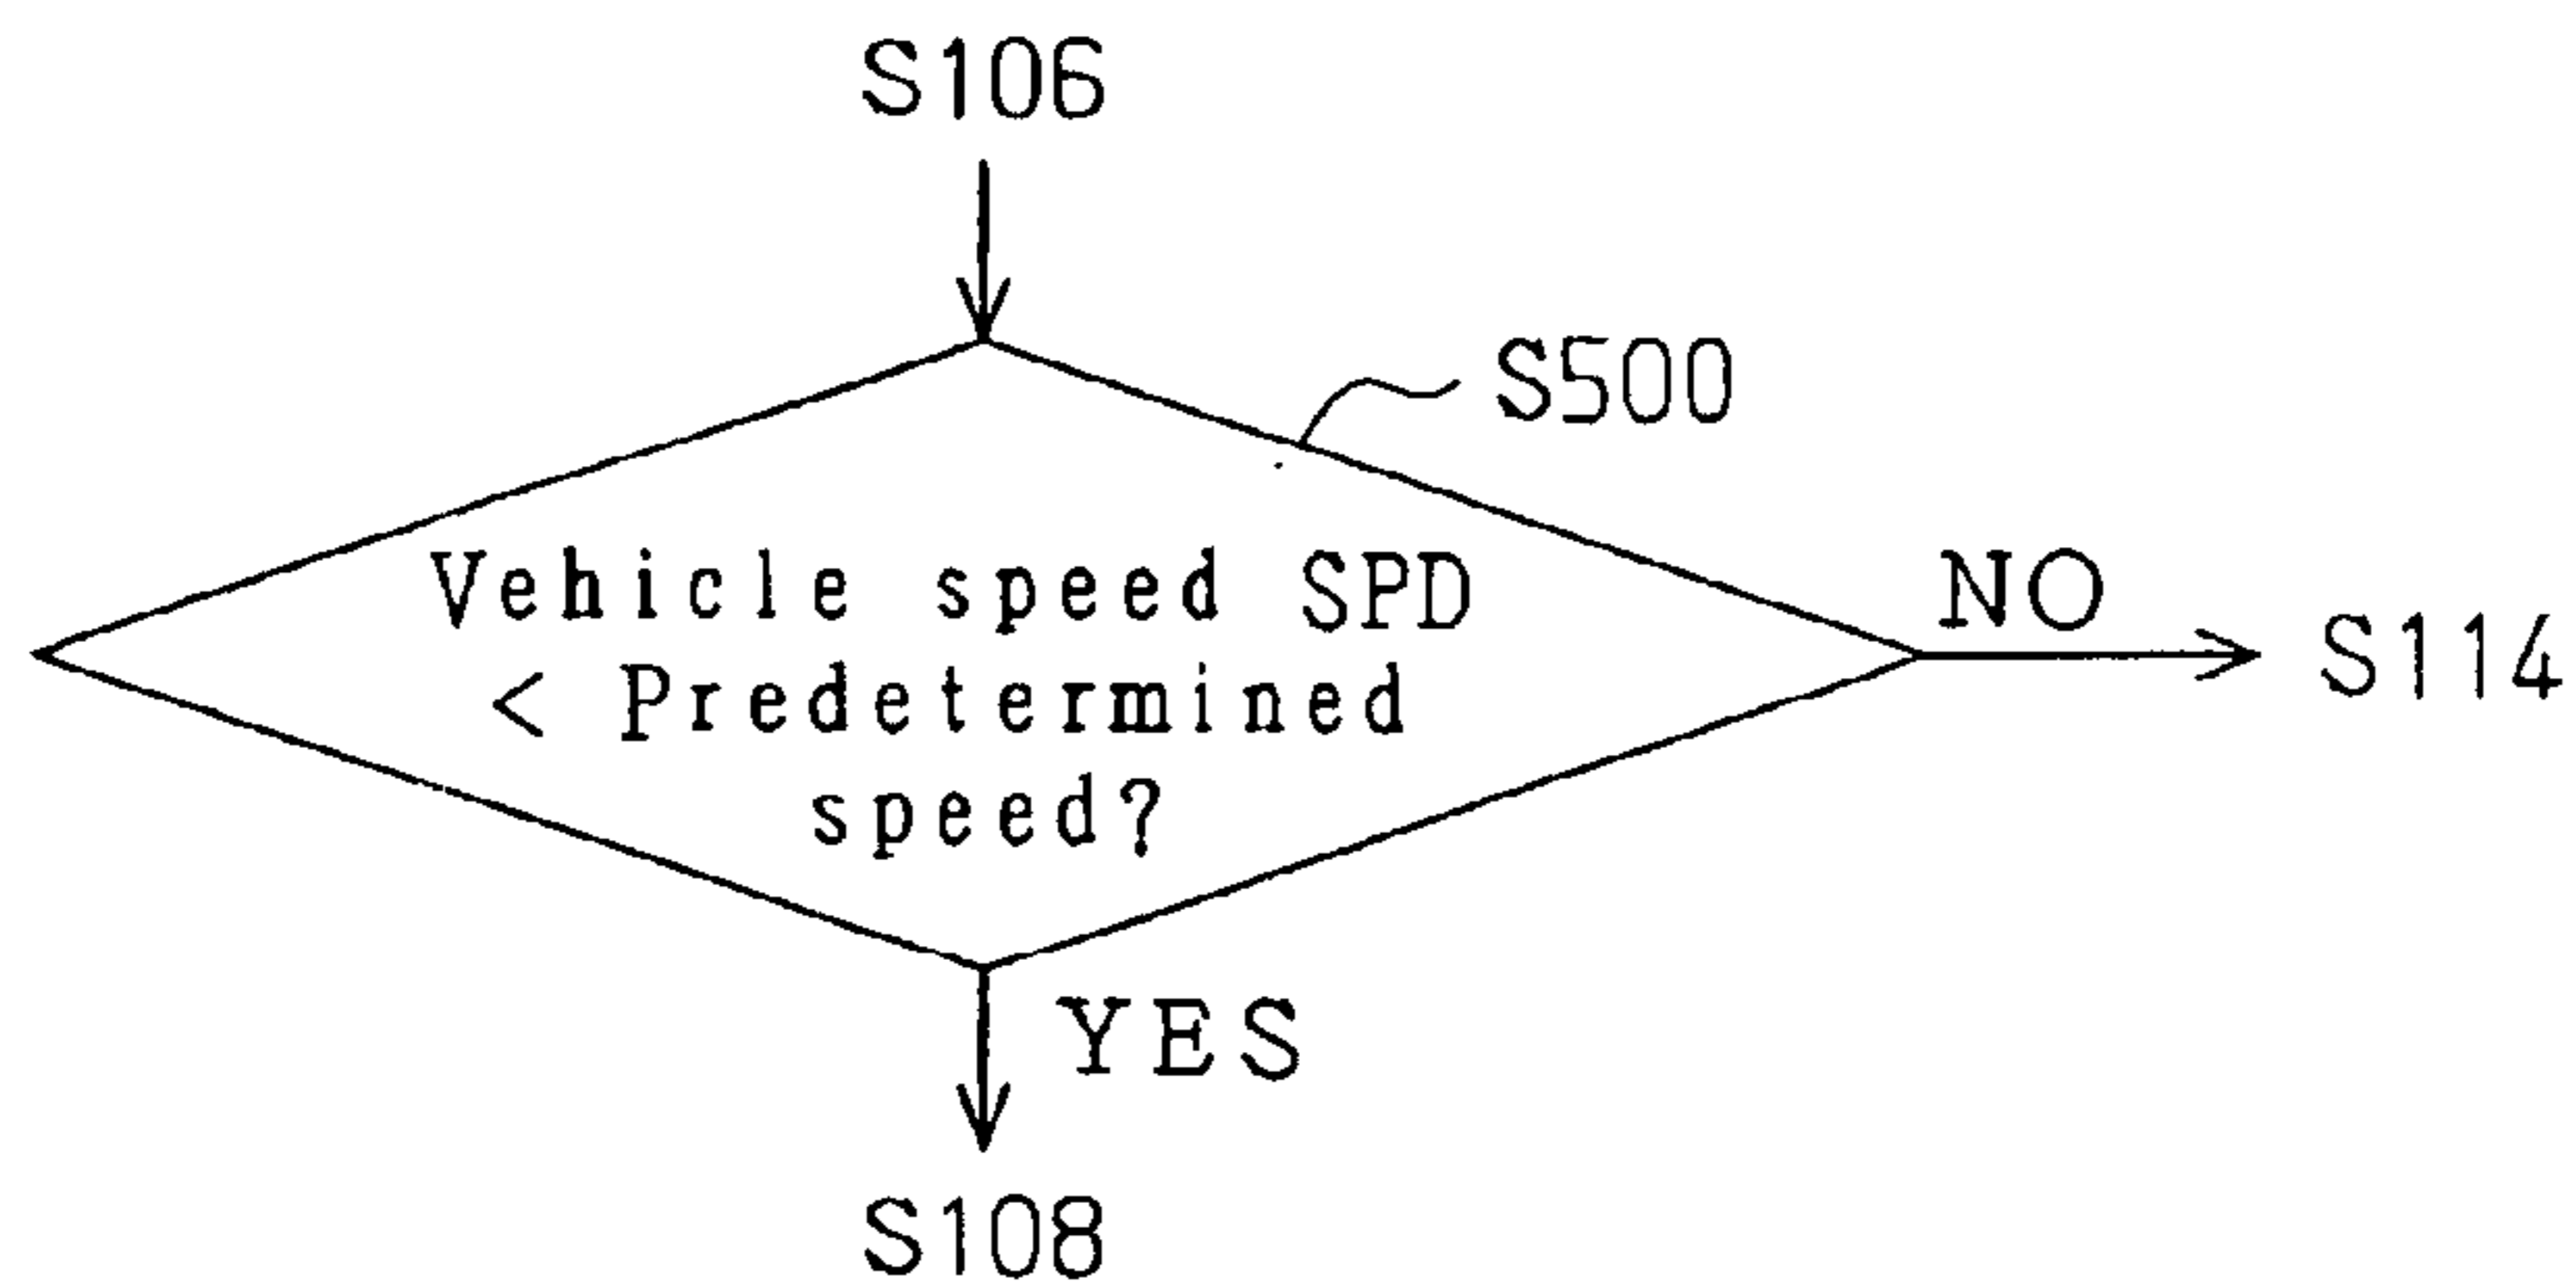 S106
S500
Vehicle speed SPD
< Predetermined
speed?
NO
S114
YES
S108